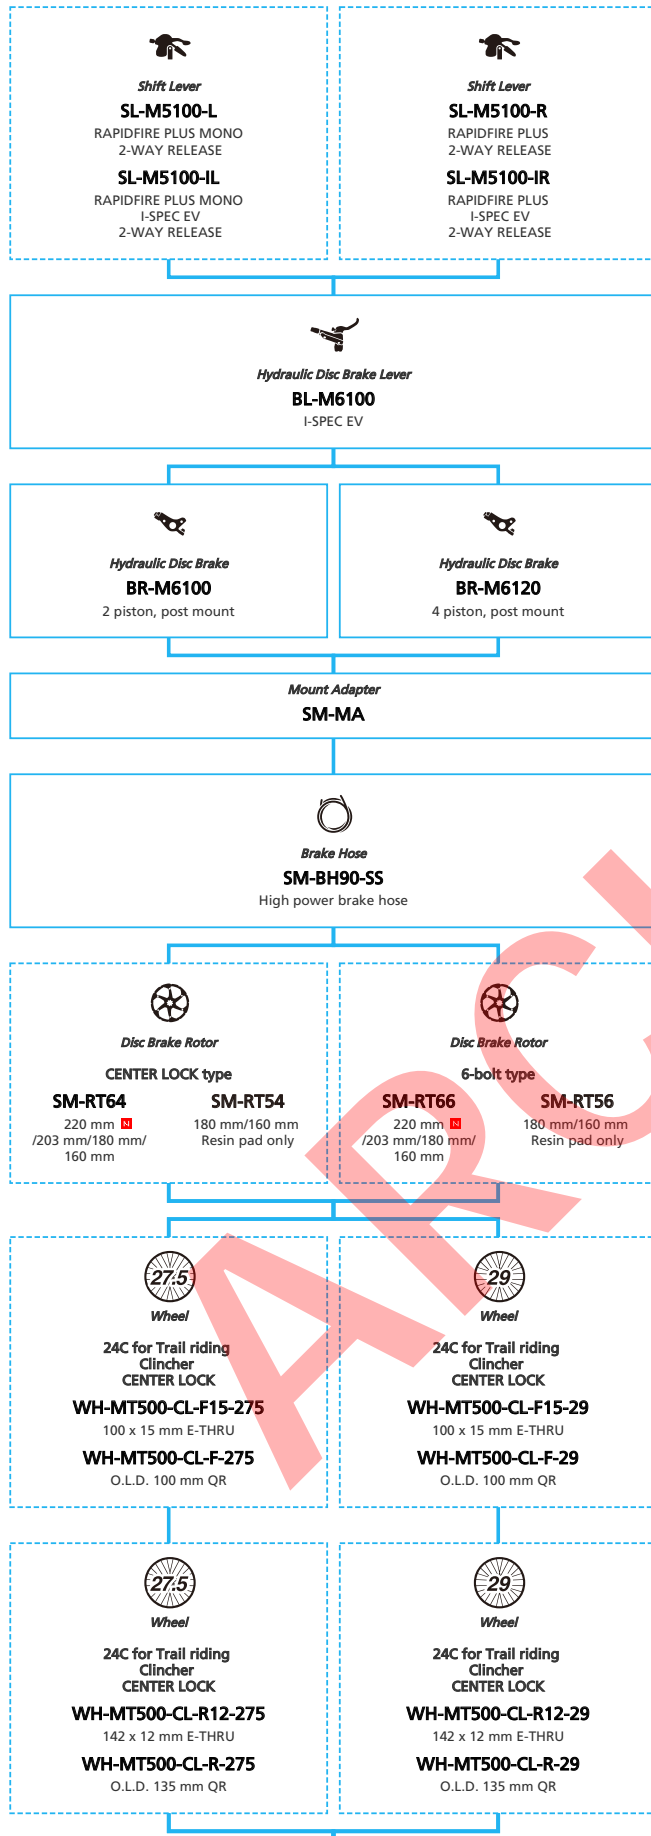 Shift Lever
SL-M5100-L
RAPIDFIRE PLUS MONO
2-WAY RELEASE
SL-M5100-IL
RAPIDFIRE PLUS MONO
I-SPEC EV
2-WAY RELEASE
Shift Lever
SL-M5100-R
RAPIDFIRE PLUS
2-WAY RELEASE
SL-M5100-IR
RAPIDFIRE PLUS
I-SPEC EV
2-WAY RELEASE
Hydraulic Disc Brake Lever
BL-M6100
I-SPEC EV
Hydraulic Disc Brake
BR-M6100
2 piston, post mount
Hydraulic Disc Brake
BR-M6120
4 piston, post mount
Mount Adapter
SM-MA
Brake Hose
SM-BH90-SS
High power brake hose
Disc Brake Rotor
CENTER LOCK type
SM-RT64
220 mm N
/203 mm/180 mm/
160 mm
SM-RT54
180 mm/160 mm
Resin pad only
Disc Brake Rotor
6-bolt type
SM-RT66
220 mm N
/203 mm/180 mm/
160 mm
SM-RT56
180 mm/160 mm
Resin pad only
27.5
Wheel
24C for Trail riding
Clincher
CENTER LOCK
WH-MT500-CL-F15-275
100 x 15 mm E-THRU
WH-MT500-CL-F-275
O.L.D. 100 mm QR
29
Wheel
24C for Trail riding
Clincher
CENTER LOCK
WH-MT500-CL-F15-29
100 x 15 mm E-THRU
WH-MT500-CL-F-29
O.L.D. 100 mm QR
27.5
Wheel
24C for Trail riding
Clincher
CENTER LOCK
WH-MT500-CL-R12-275
142 x 12 mm E-THRU
WH-MT500-CL-R-275
O.L.D. 135 mm QR
29
Wheel
24C for Trail riding
Clincher
CENTER LOCK
WH-MT500-CL-R12-29
142 x 12 mm E-THRU
WH-MT500-CL-R-29
O.L.D. 135 mm QR
ARC